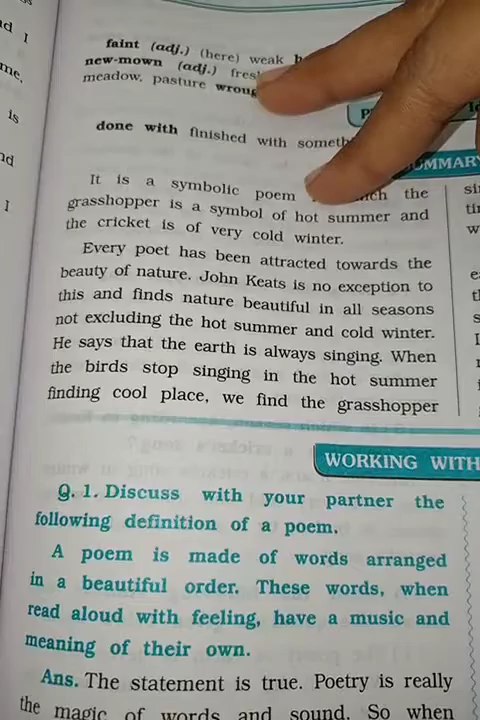 faint (adj.) (here) weak
new-mown (adj.)
meadow, pasture
done with finished with
SUMMARY
It is a symbolic poem the
grasshopper is a symbol of hot summer and
the cricket is of very cold winter.
Every poet has been attracted towards the
beauty of nature. John Keats is no exception to
this and finds nature beautiful in all seasons
not excluding the hot summer and cold winter.
He says that the earth is always singing. When
the birds stop singing in the hot summer
finding cool place, we find the grasshopper
WORKING WITH
Q. 1. Discuss with your partner the
following definition of a poem.
A poem is made of words arranged
in a beautiful order. These words, when
read aloud with feeling, have a music and
meaning of their own.
Ans. The statement is true. Poetry is really
the magic of words and sound. So when